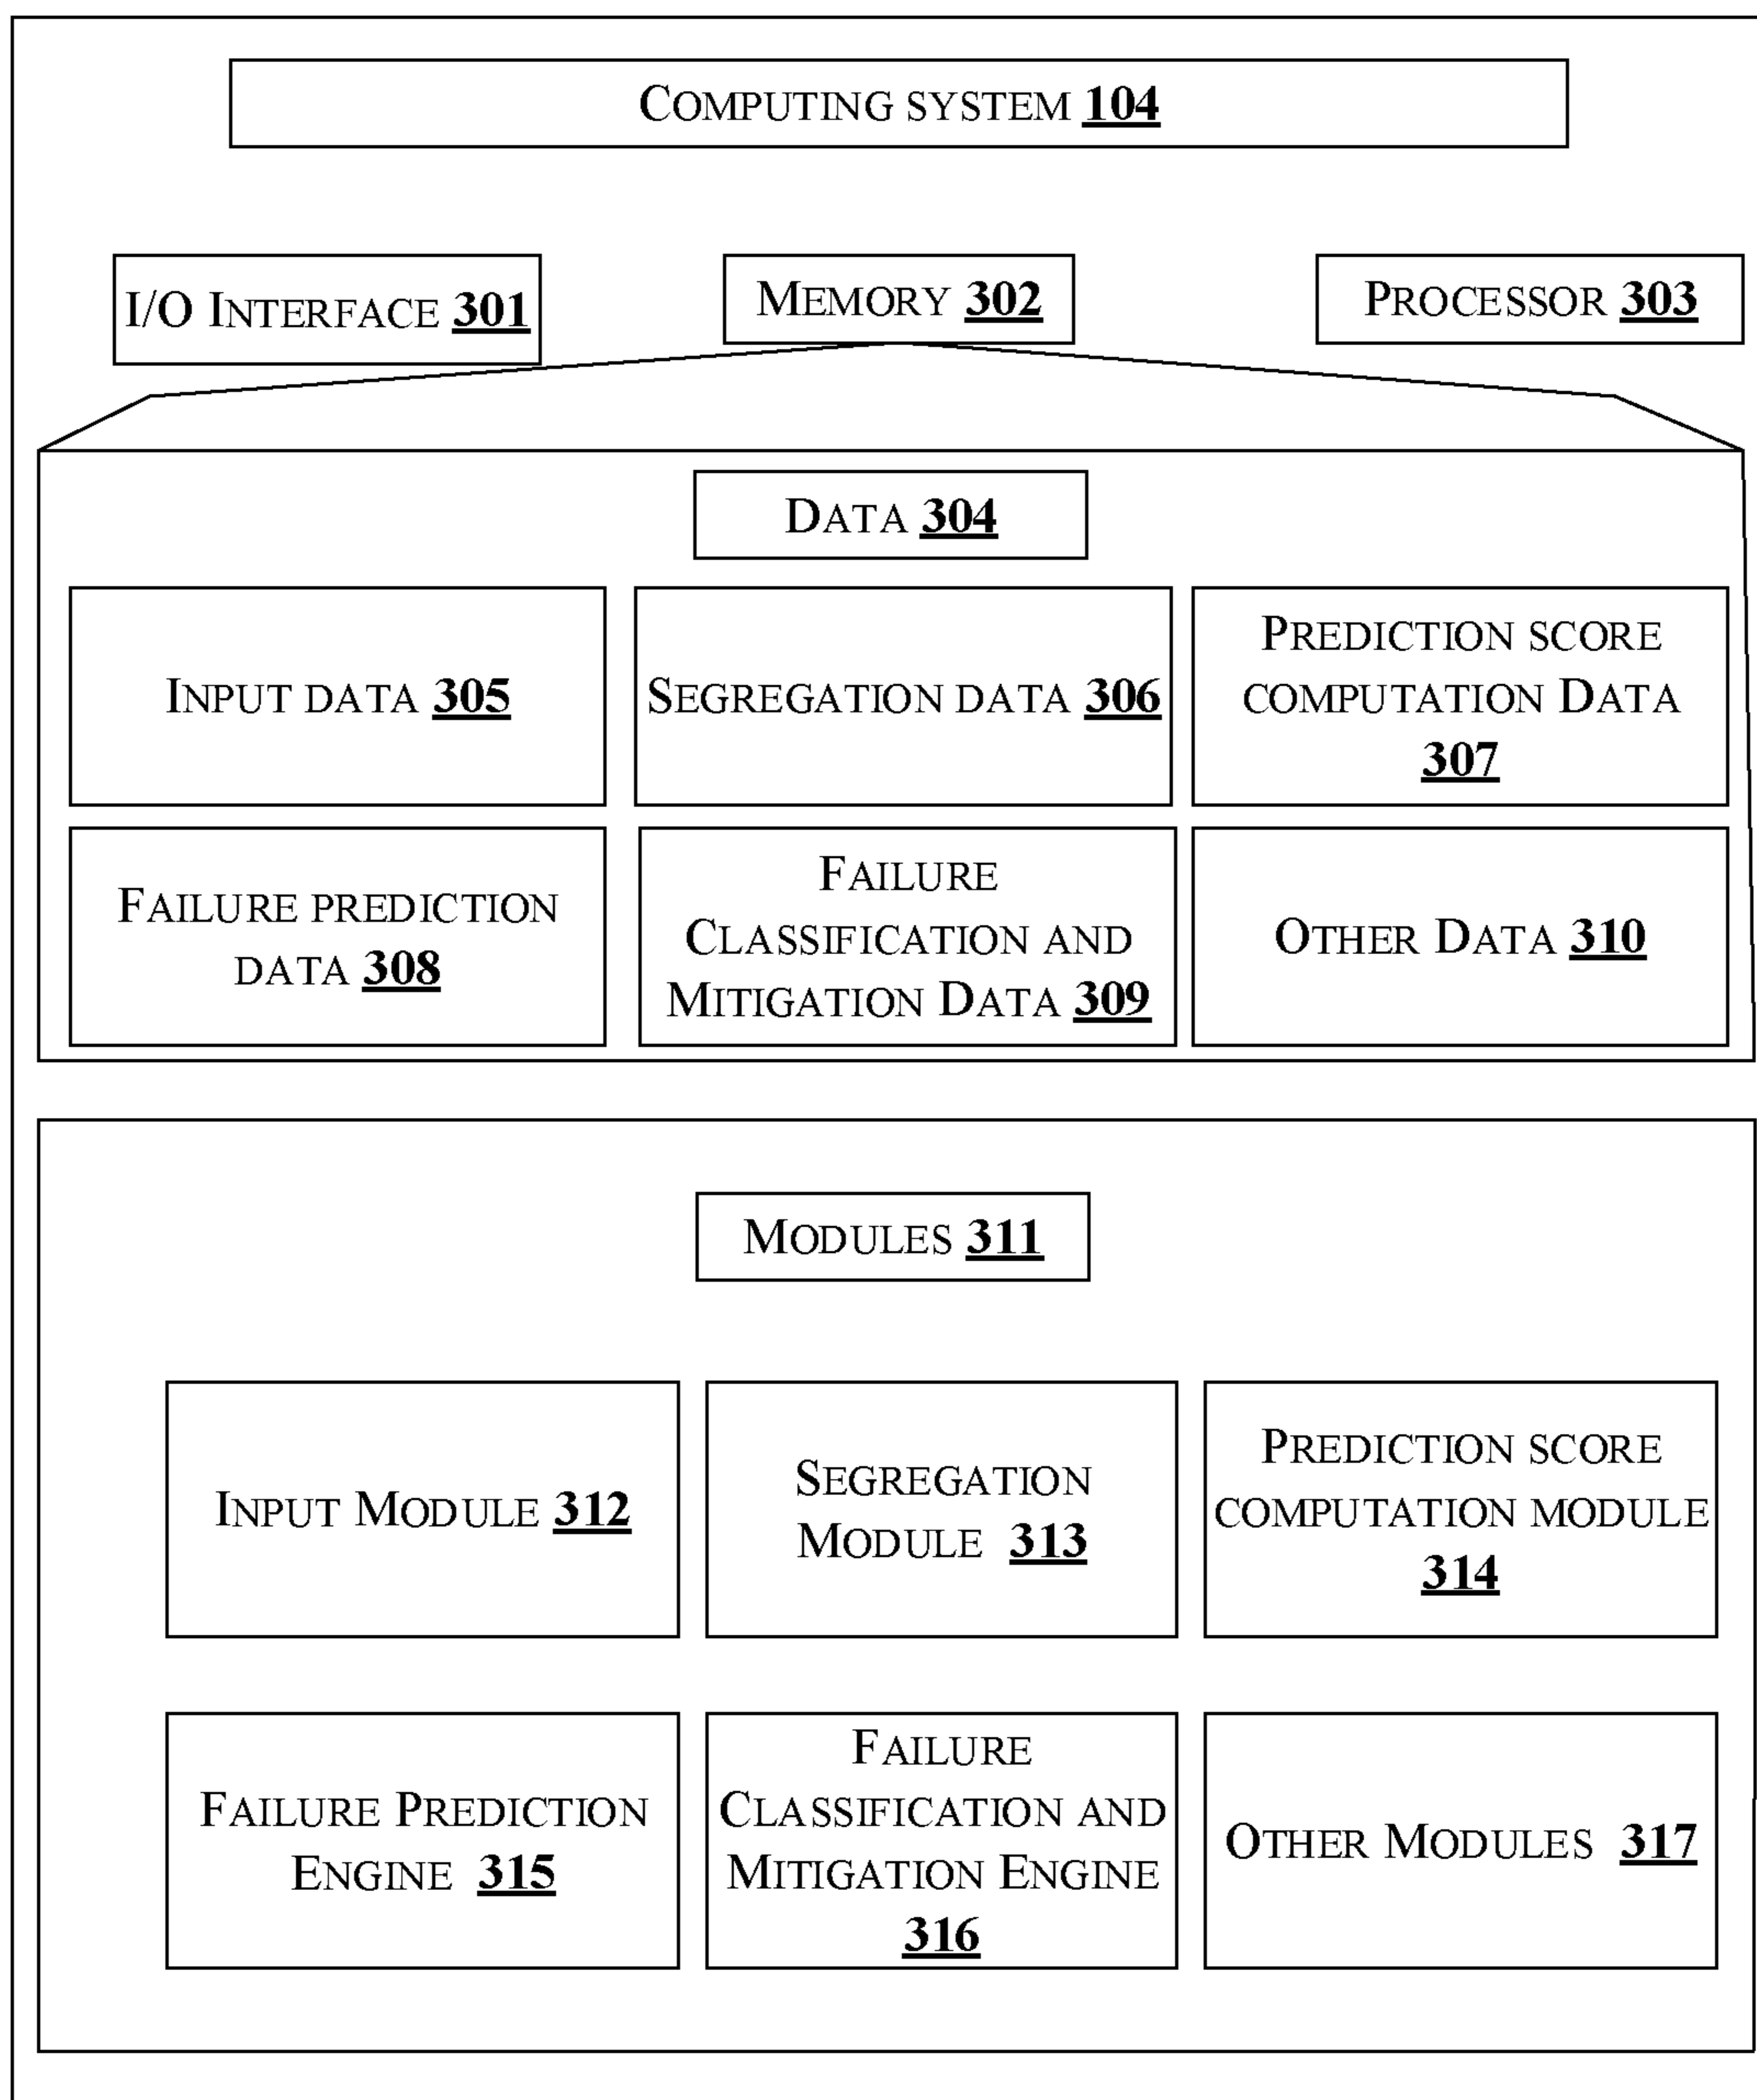 Computing system 104
I/O Interface 301
Memory 302
Processor 303
Data 304
Input data 305
Segregation data 306
Prediction score
computation Data
307
Failure prediction
data 308
Failure
Classification and
Mitigation Data 309
Other Data 310
Modules 311
Input Module 312
Segregation
Module 313
Prediction score
computation module
314
Failure Prediction
Engine 315
Failure
Classification and
Mitigation Engine
316
Other Modules 317